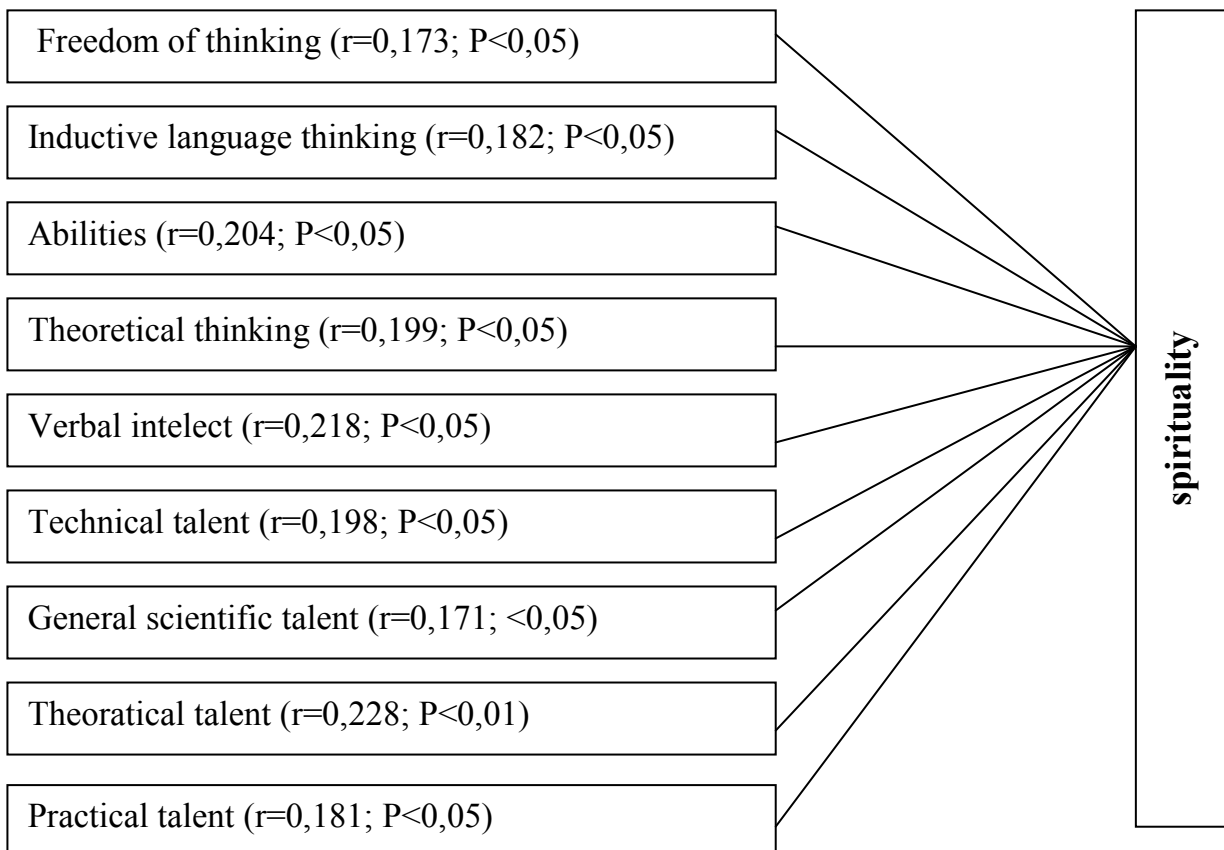 Freedom of thinking (r=0,173; P<0,05)
Inductive language thinking (r=0,182; P<0,05)
Abilities (r=0,204; P<0,05)
Theoretical thinking (r=0,199; P<0,05)
Verbal intelect (r=0,218; P<0,05)
Technical talent (r=0,198; P<0,05)
General scientific talent (r=0,171; <0,05)
Theoratical talent (r=0,228; P<0,01)
Practical talent (r=0,181; P<0,05)
spirituality